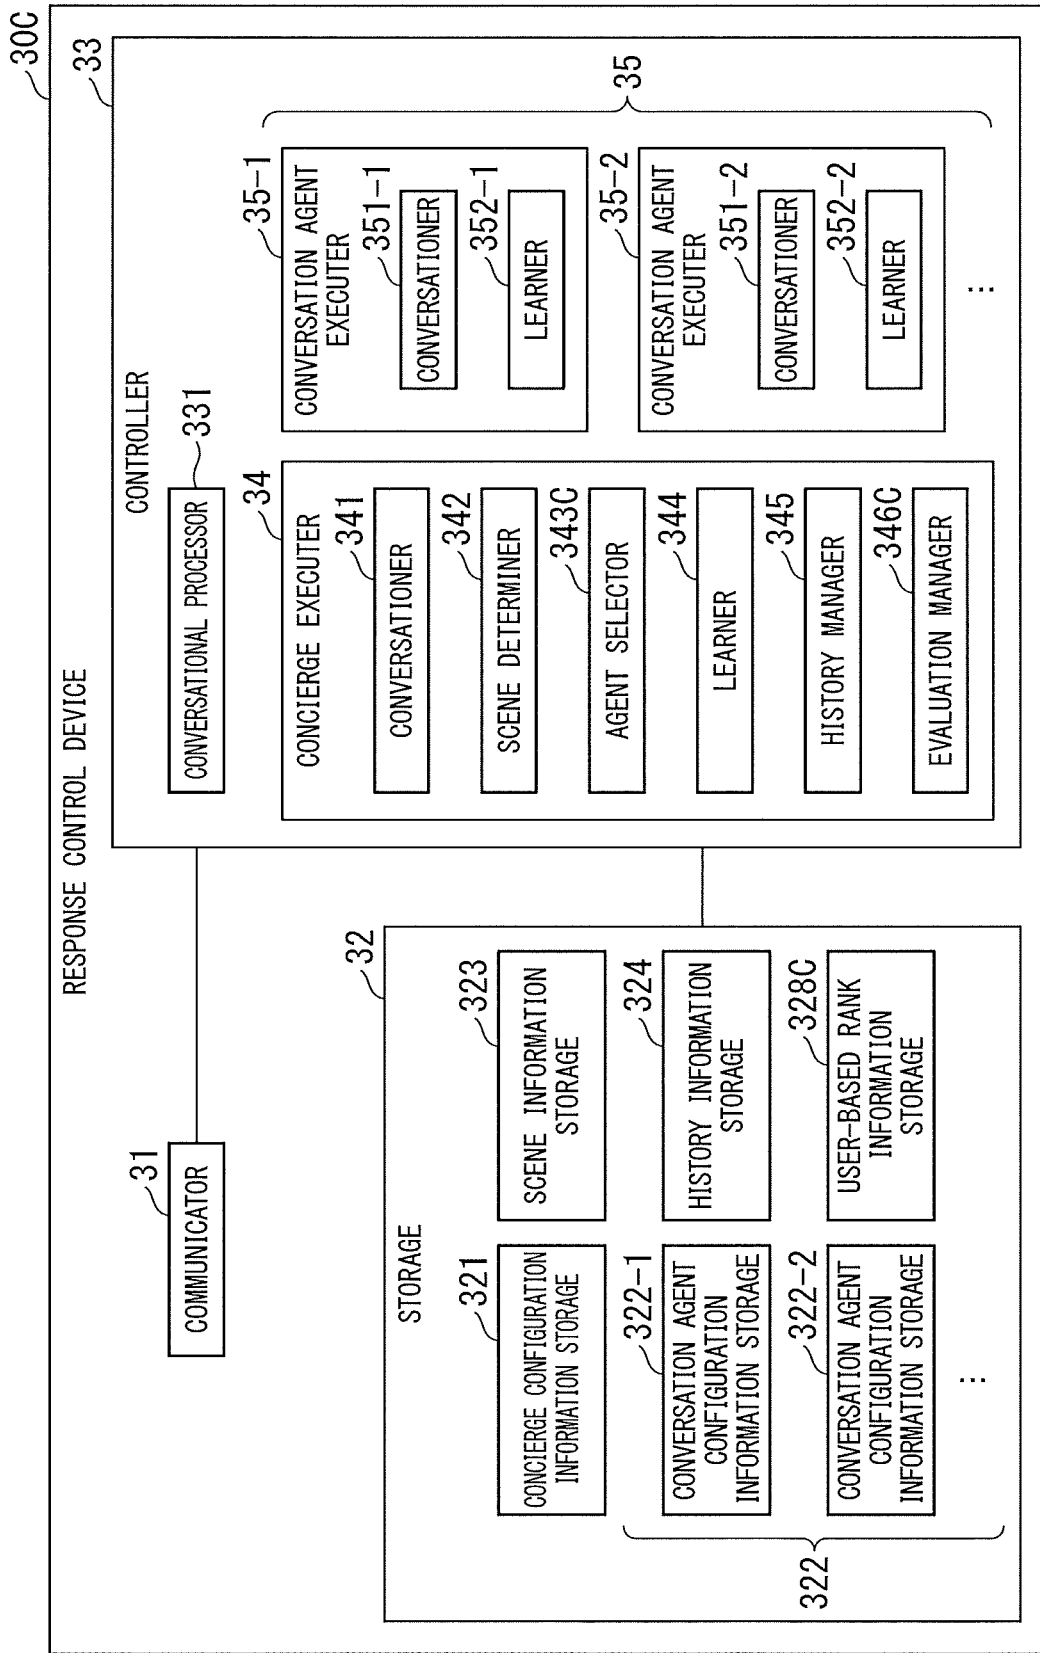 30C
RESPONSE CONTROL DEVICE
31
COMMUNICATOR
32
STORAGE
321
CONCIERGE CONFIGURATION
INFORMATION STORAGE
323
SCENE INFORMATION
STORAGE
322-1
CONVERSATION AGENT
CONFIGURATION
INFORMATION STORAGE
324
HISTORY INFORMATION
STORAGE
322-2
CONVERSATION AGENT
CONFIGURATION
INFORMATION STORAGE
328C
USER-BASED RANK
INFORMATION
STORAGE
...
322
33
CONTROLLER
331
CONVERSATIONAL PROCESSOR
34
CONCIERGE EXECUTER
341
CONVERSATIONER
342
SCENE DETERMINER
343C
AGENT SELECTOR
344
LEARNER
345
HISTORY MANAGER
346C
EVALUATION MANAGER
35-1
CONVERSATION AGENT
EXECUTER
351-1
CONVERSATIONER
352-1
LEARNER
35
35-2
CONVERSATION AGENT
EXECUTER
351-2
CONVERSATIONER
352-2
LEARNER
...